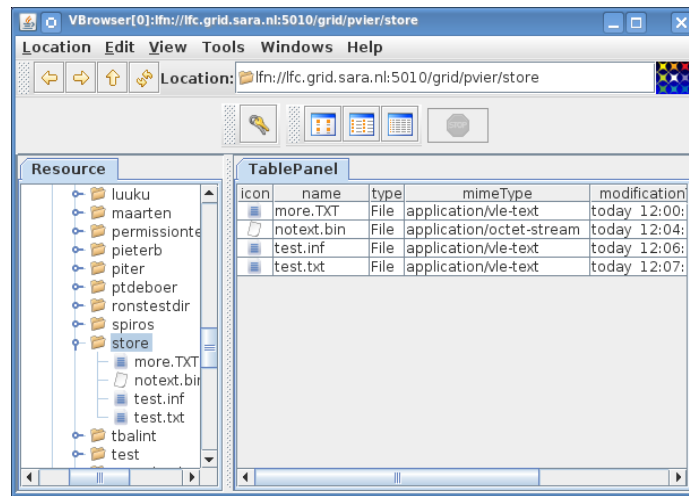 VBrowser[0]:lfn://lfc.grid.sara.nl:5010/grid/pvier/store
Location Edit View Tools Windows Help
Location: lfn://lfc.grid.sara.nl:5010/grid/pvier/store
STOP
Resource
luuku
maarten
permissionte
pieterb
piter
ptdeboer
ronstestdir
spiros
store
more.TXT
notext.bin
test.inf
test.txt
tbalint
test
TablePanel
icon name type mimeType modificationT
more.TXT File application/vle-text today 12:00:
notext.bin File application/octet-stream today 12:04:
test.inf File application/vle-text today 12:06:
test.txt File application/vle-text today 12:07: